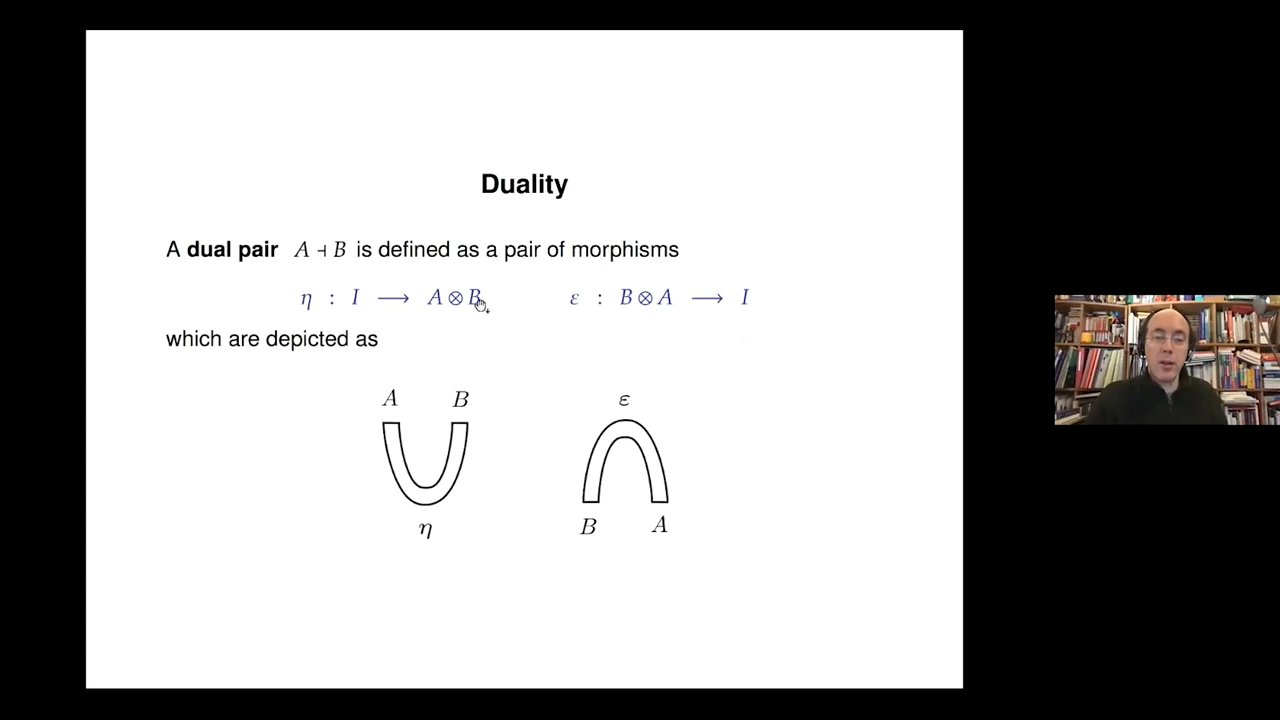 Duality
A dual pair A ⊣ B is defined as a pair of morphisms
η : I ⟶ A ⊗ B ε : B ⊗ A ⟶ I
which are depicted as
A B ε
η B A